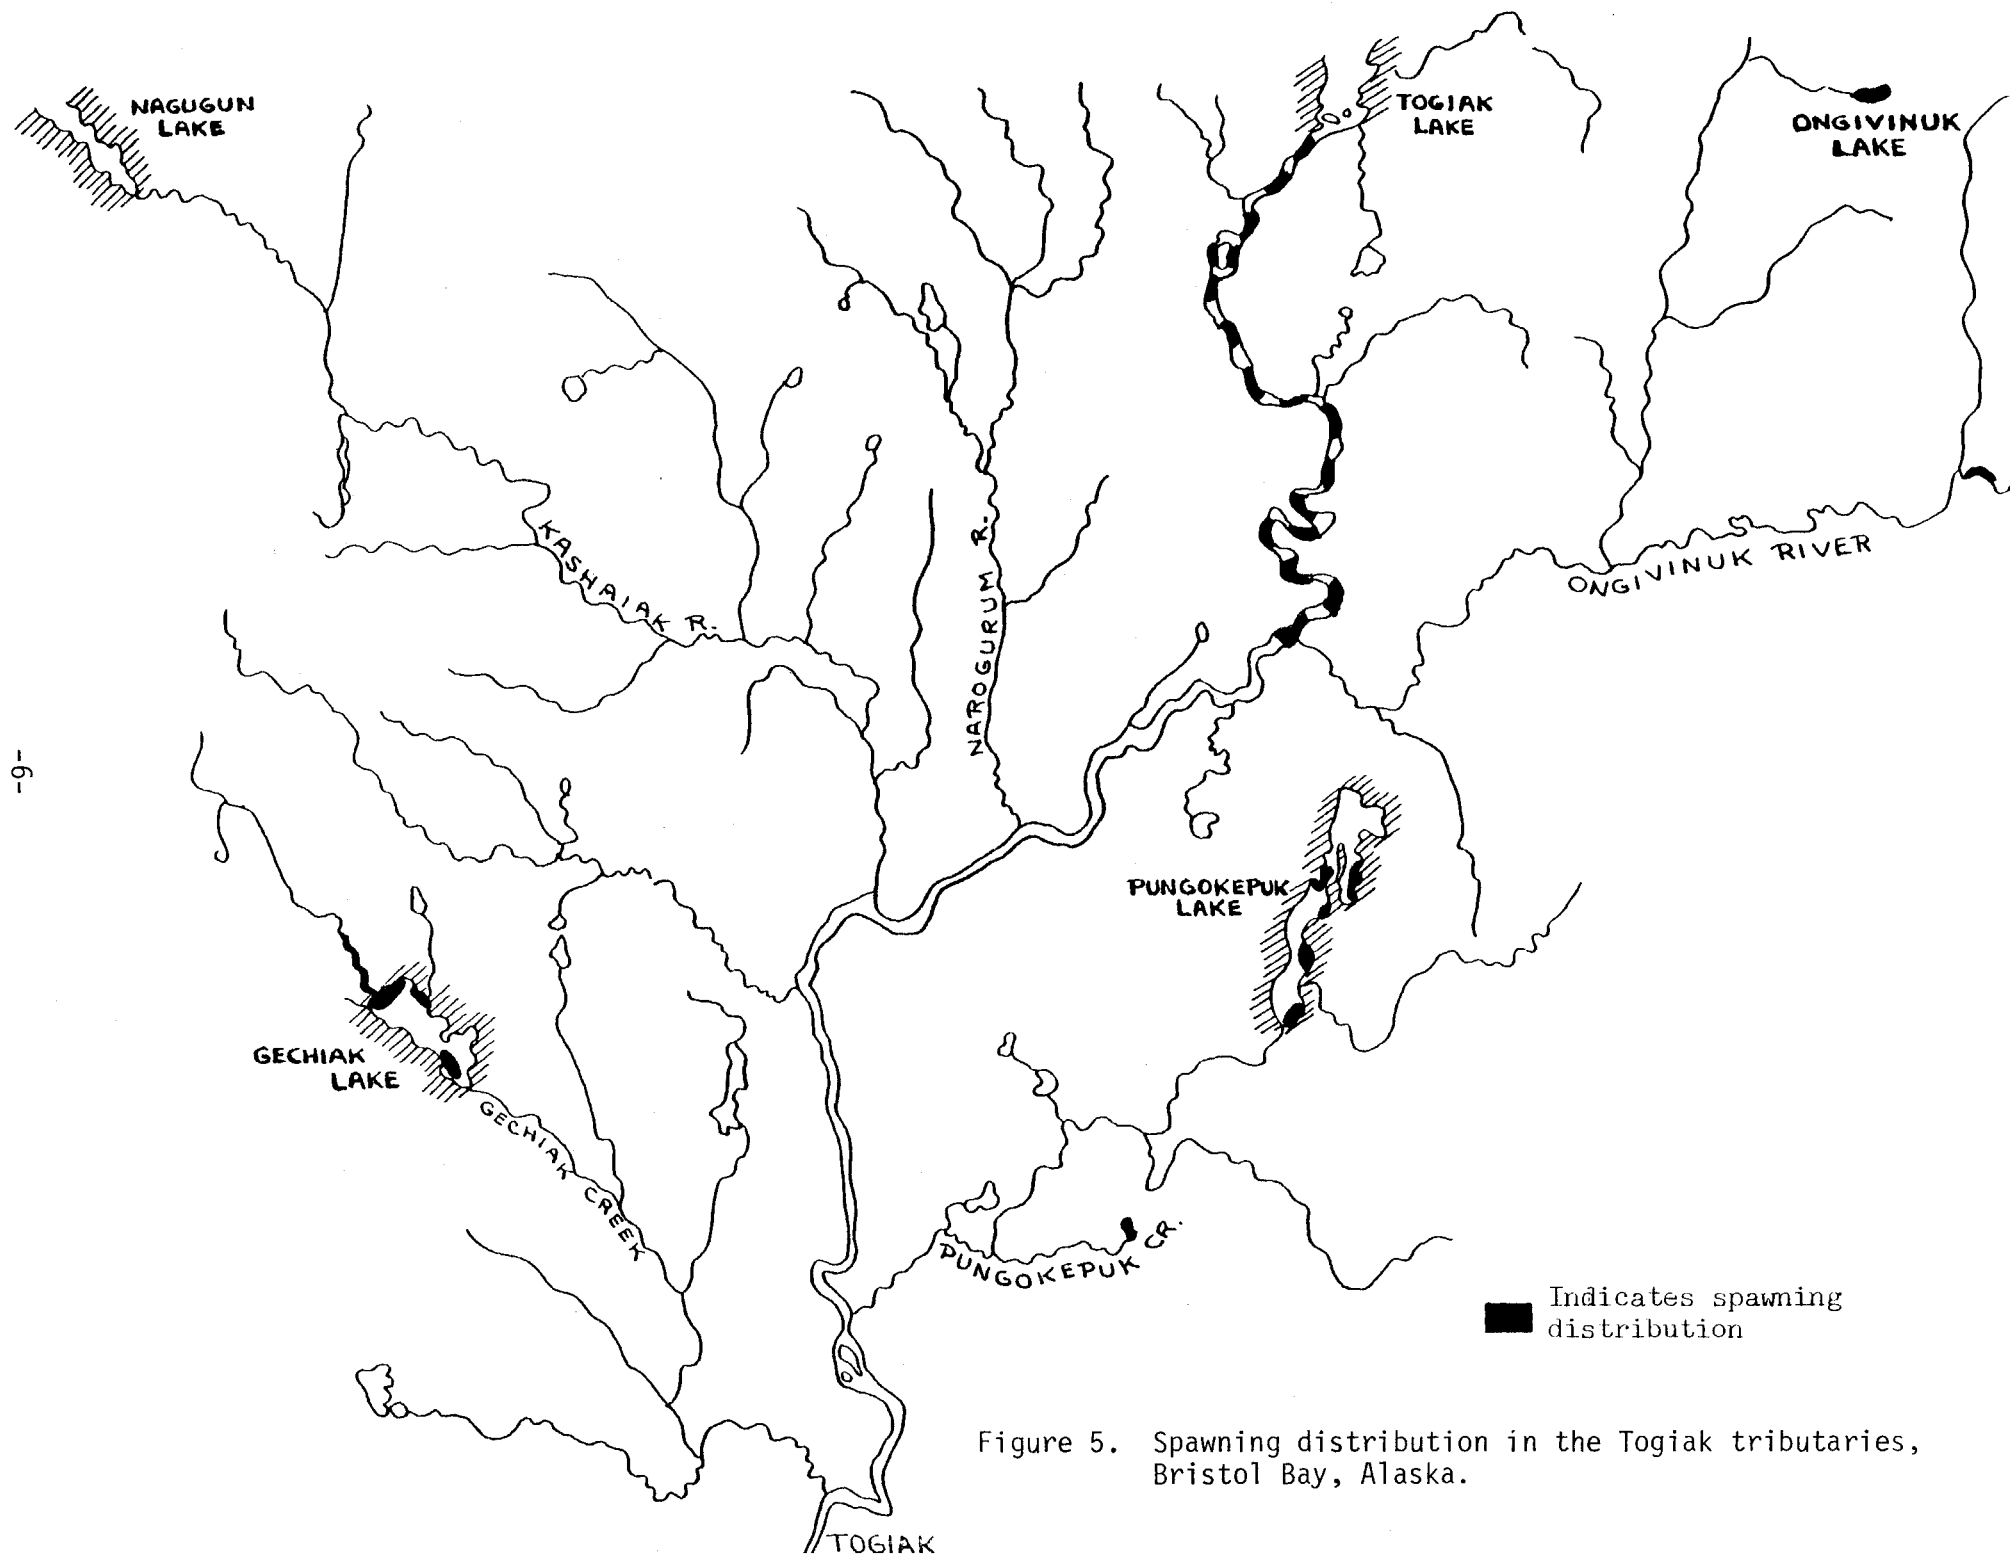 NAGUGUN
LAKE
TOGIAK
LAKE
ONGIVINUK
LAKE
KASHAIAK R.
NAROGURUM R.
ONGIVINUK RIVER
-9-
PUNGOKEPUK
LAKE
GECHIAK
LAKE
GECHIAK CREEK
PUNGOKEPUK CR.
Indicates spawning
distribution
Figure 5. Spawning distribution in the Togiak tributaries,
Bristol Bay, Alaska.
TOGIAK